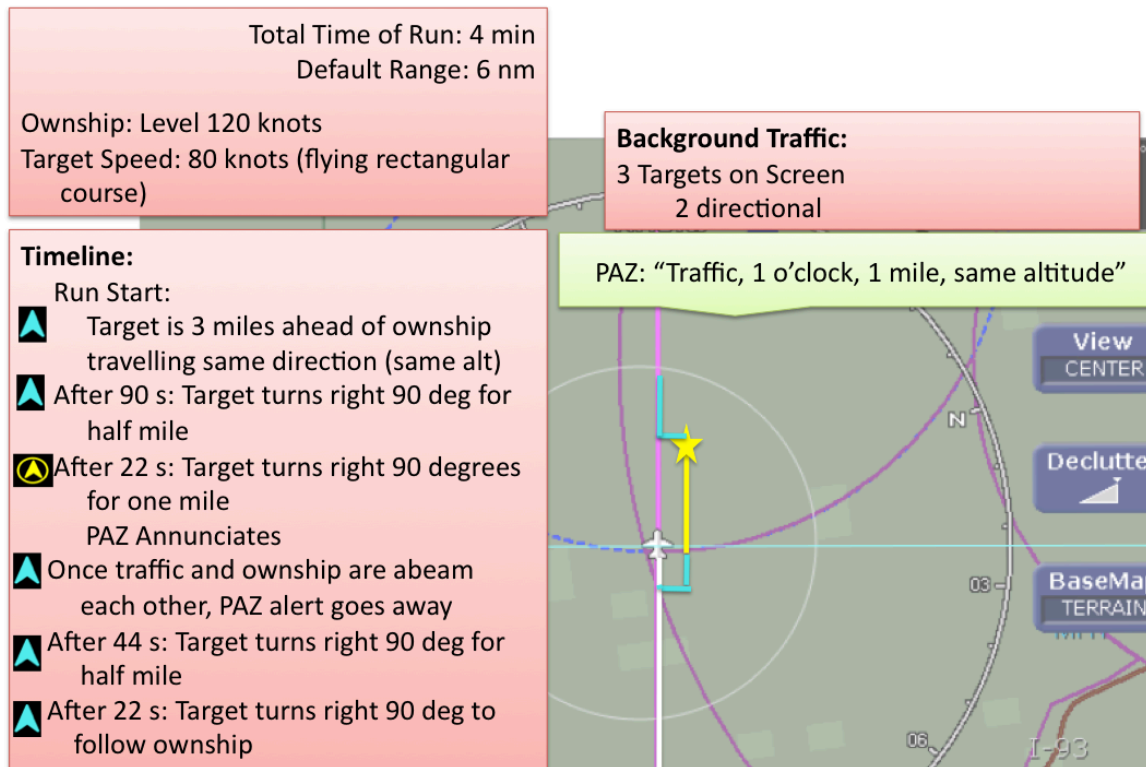 Total Time of Run: 4 min
Default Range: 6 nm
Ownship: Level 120 knots
Target Speed: 80 knots (flying rectangular
course)
Background Traffic:
3 Targets on Screen
2 directional
Timeline:
Run Start:
Target is 3 miles ahead of ownship
travelling same direction (same alt)
After 90 s: Target turns right 90 deg for
half mile
After 22 s: Target turns right 90 degrees
for one mile
PAZ Annunciates
Once traffic and ownship are abeam
each other, PAZ alert goes away
After 44 s: Target turns right 90 deg for
half mile
After 22 s: Target turns right 90 deg to
follow ownship
PAZ: “Traffic, 1 o’clock, 1 mile, same altitude”
View
CENTER
N
Declutte
03
BaseMap
TERRAIN
06
I-93